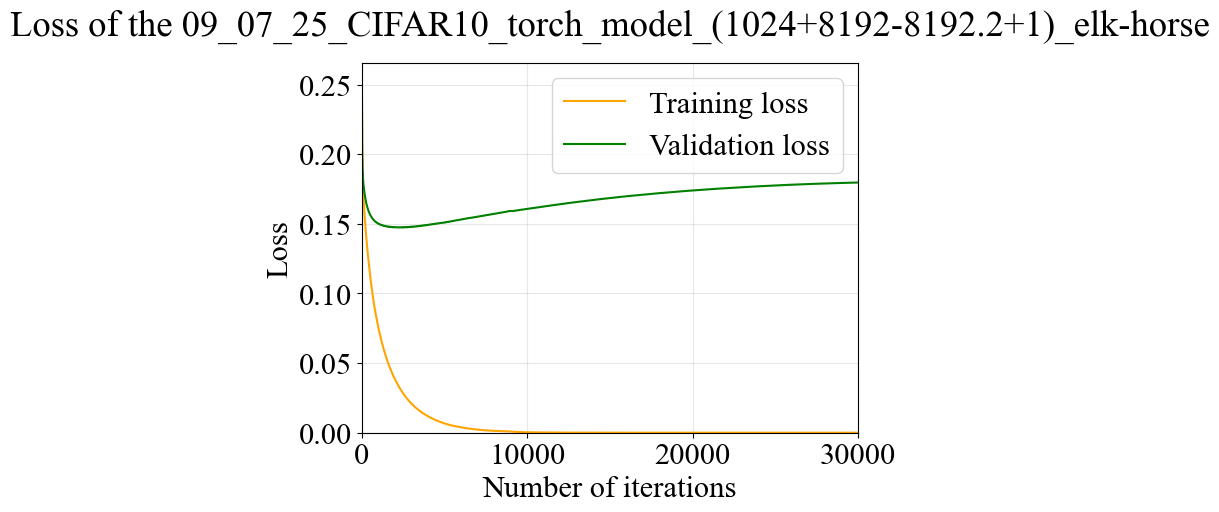 Loss of the 09_07_25_CIFAR10_torch_model_(1024+8192-8192.2+1)_elk-horse
0.25
0.20
0.15
0.10
0.05
0.00
Loss
Training loss
Validation loss
0 10000 20000 30000
Number of iterations